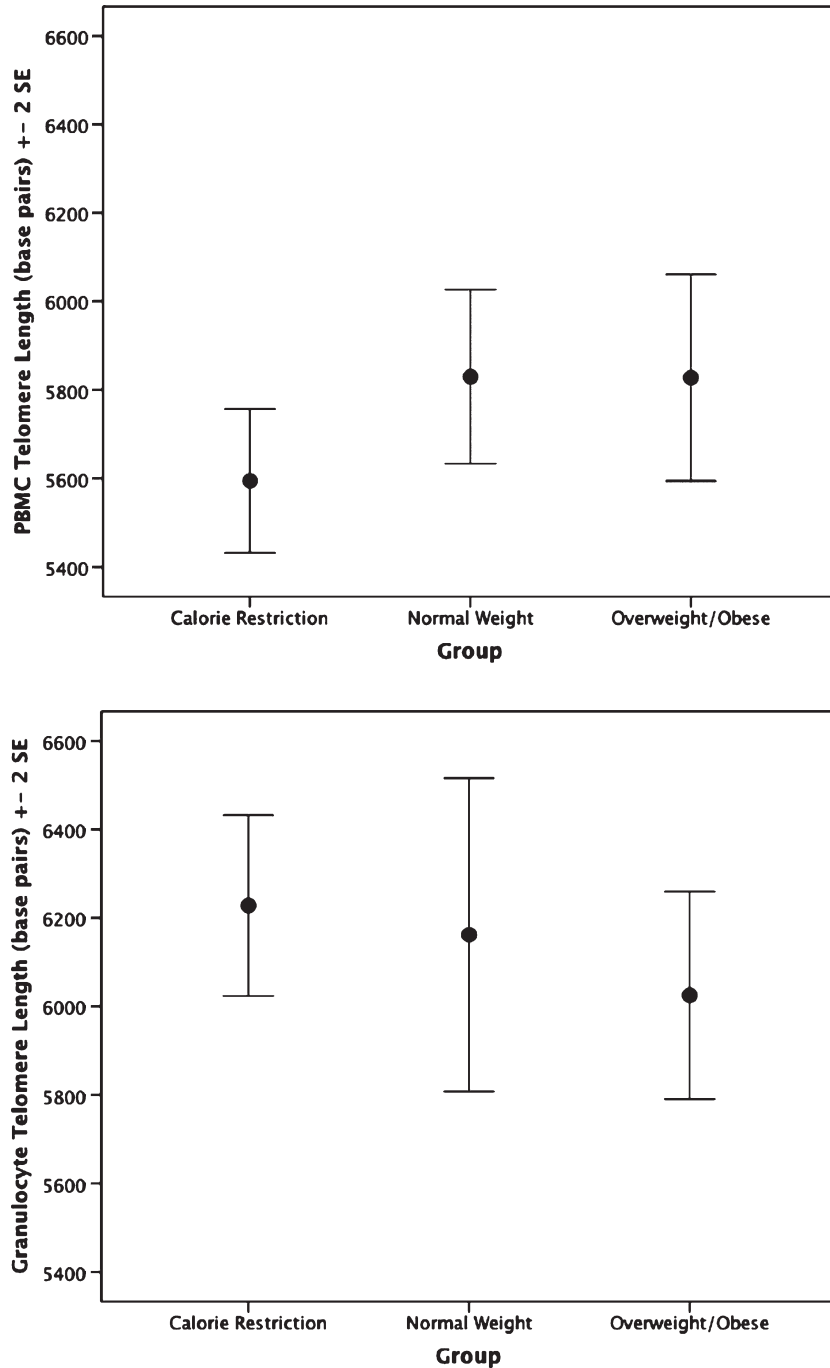 PBMC Telomere Length (base pairs) +- 2 SE
6600
6400
6200
6000
5800
5600
5400
Calorie Restriction Normal Weight Overweight/Obese
Group
Granulocyte Telomere Length (base pairs) +- 2 SE
6600
6400
6200
6000
5800
5600
5400
Calorie Restriction Normal Weight Overweight/Obese
Group